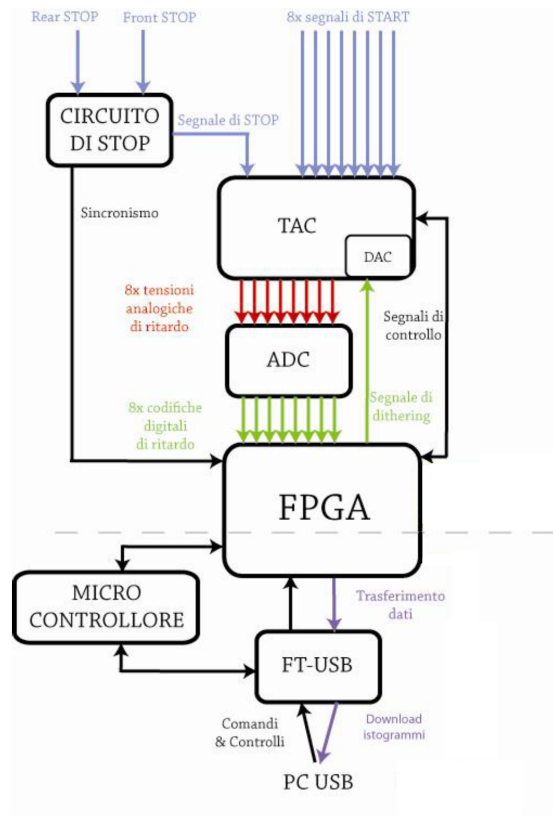 Rear STOP
Front STOP
8x segnali di START
CIRCUITO
DI STOP
Segnale di STOP
Sincronismo
TAC
DAC
8x tensioni
analogiche
di ritardo
Segnali di
controllo
ADC
8x codifiche
digitali
di ritardo
Segnale di
dithering
FPGA
MICRO
CONTROLLORE
Trasferimento
dati
FT-USB
Comandi
& Controlli
Download
istogrammi
PC USB